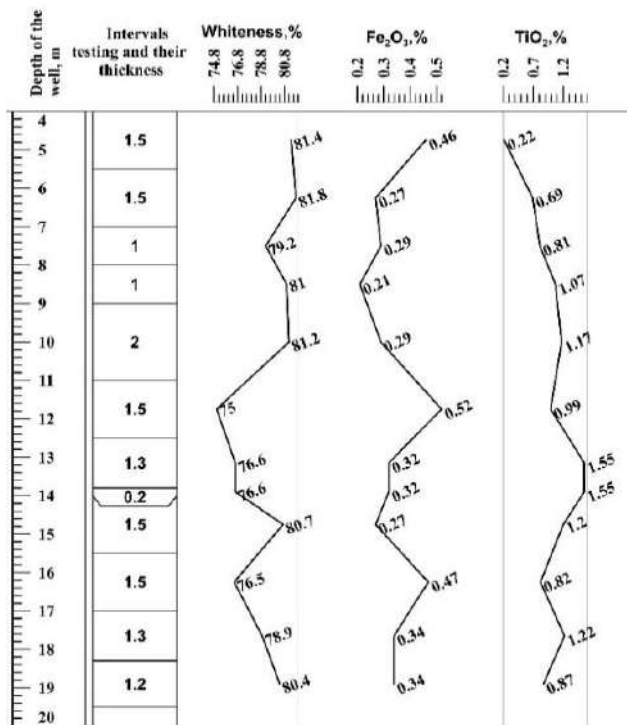 Depth of the well, m
Intervals testing and their thickness
Whiteness,%
74.8 76.8 78.8 80.8
Fe₂O₃,%
0.2 0.3 0.4 0.5
TiO₂,%
0.2 0.7 1.2
4
5 1.5 81.4 0.46 0.22
6 1.5 81.8 0.27 0.69
7
1 79.2 0.29 0.81
8
1 81 0.21 1.07
9
10 2 81.2 0.29 1.17
11
12 1.5 75 0.52 0.99
13 1.3 76.6 0.32 1.55
14 0.2 76.6 0.32 1.55
15 1.5 80.7 0.27 1.2
16 1.5 76.5 0.47 0.82
17
18 1.3 78.9 0.34 1.22
19 1.2 80.4 0.34 0.87
20